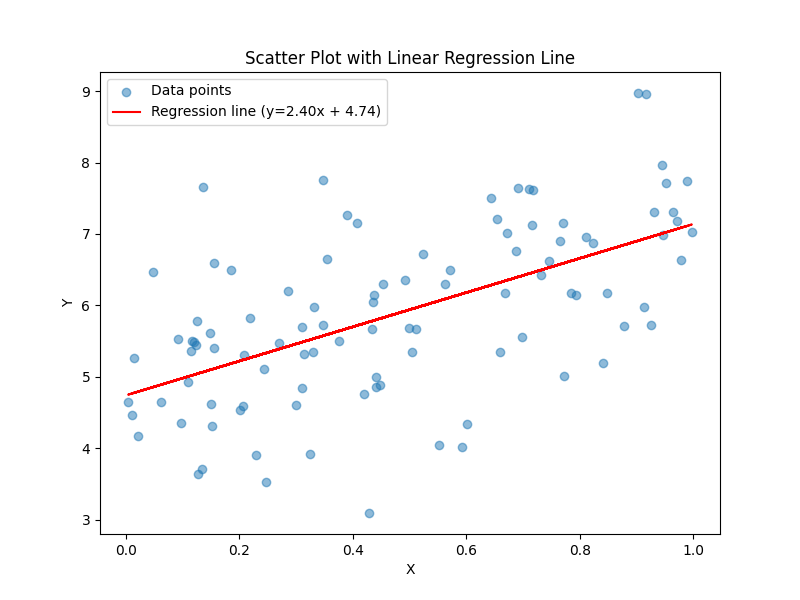 Scatter Plot with Linear Regression Line
Data points
Regression line (y=2.40x + 4.74)
9
8
7
6
5
4
3
Y
0.0 0.2 0.4 0.6 0.8 1.0
X